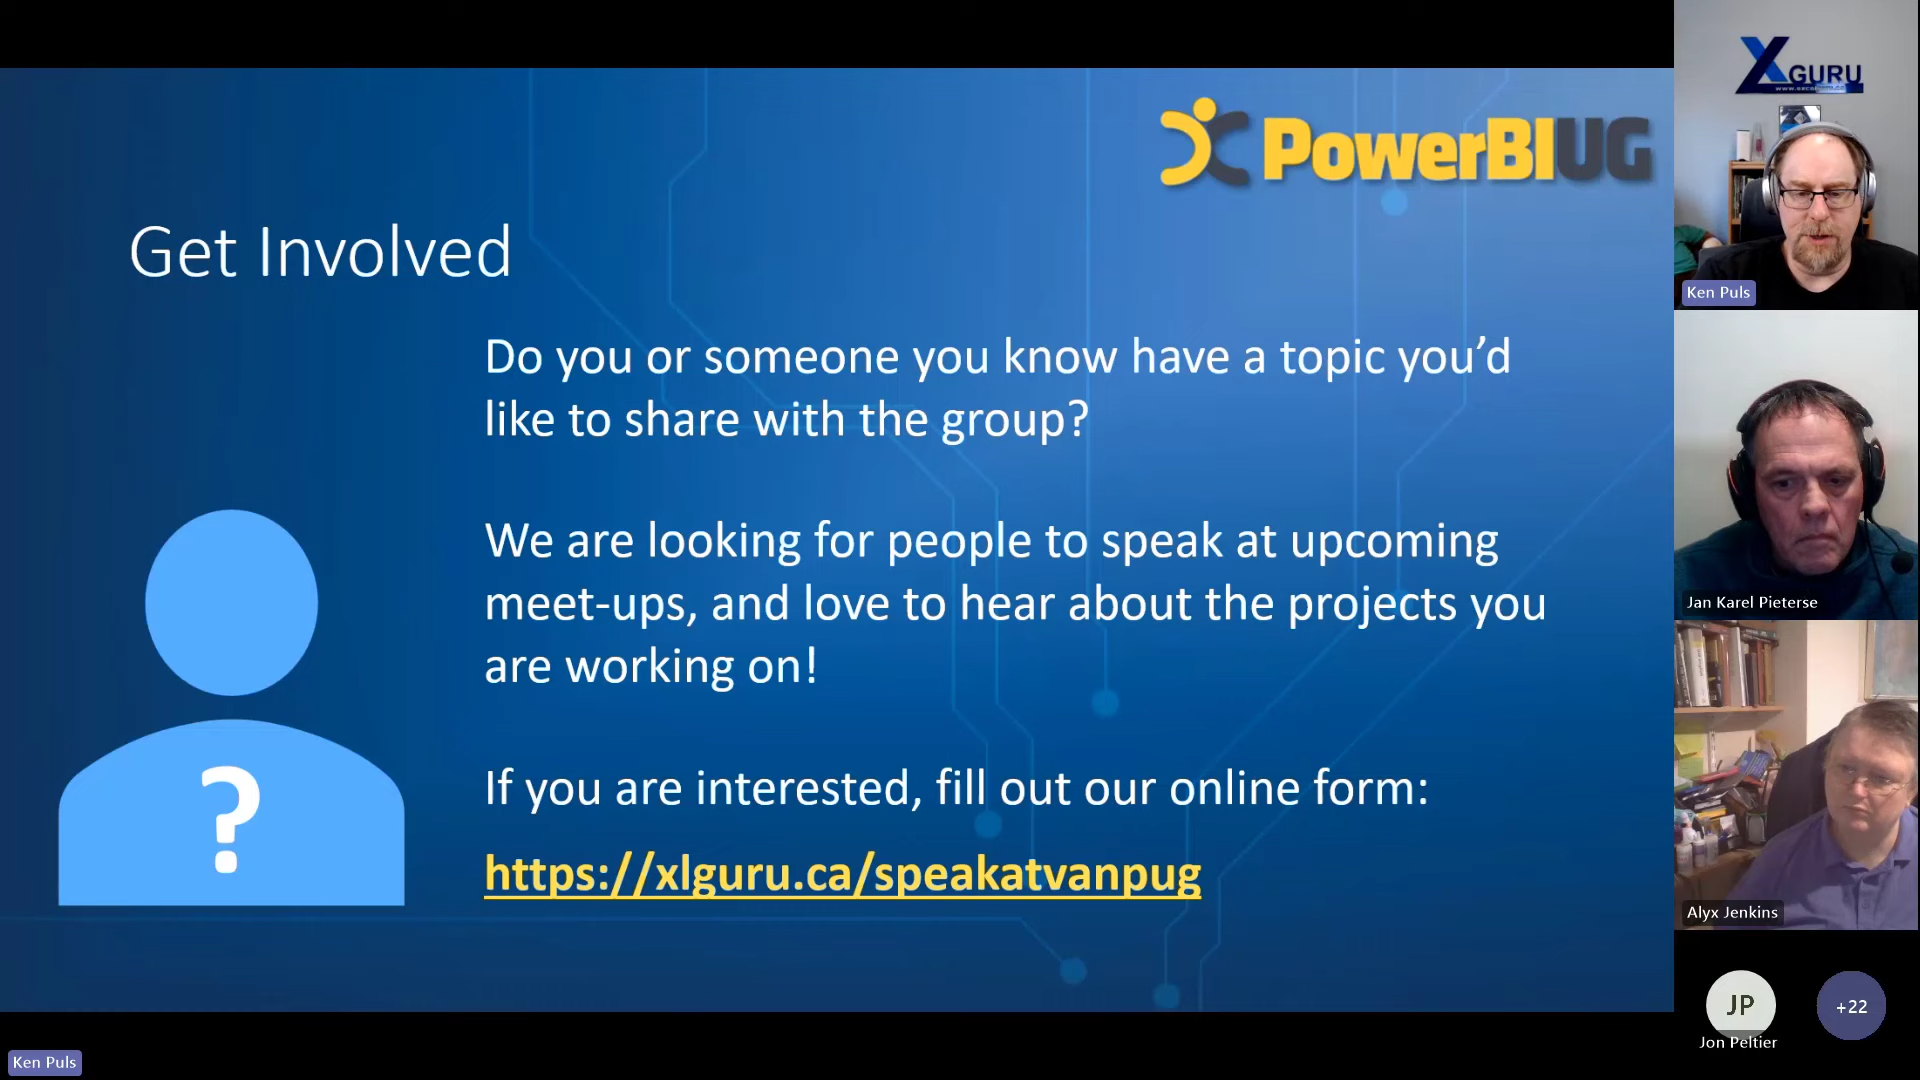 PowerBIUG
Get Involved
Do you or someone you know have a topic you’d
like to share with the group?
We are looking for people to speak at upcoming
meet-ups, and love to hear about the projects you
are working on!
?
If you are interested, fill out our online form:
https://xlguru.ca/speakatvanpug
Ken Puls
XGURU
Ken Puls
Jan Karel Pieterse
Alyx Jenkins
JP
Jon Peltier
+22